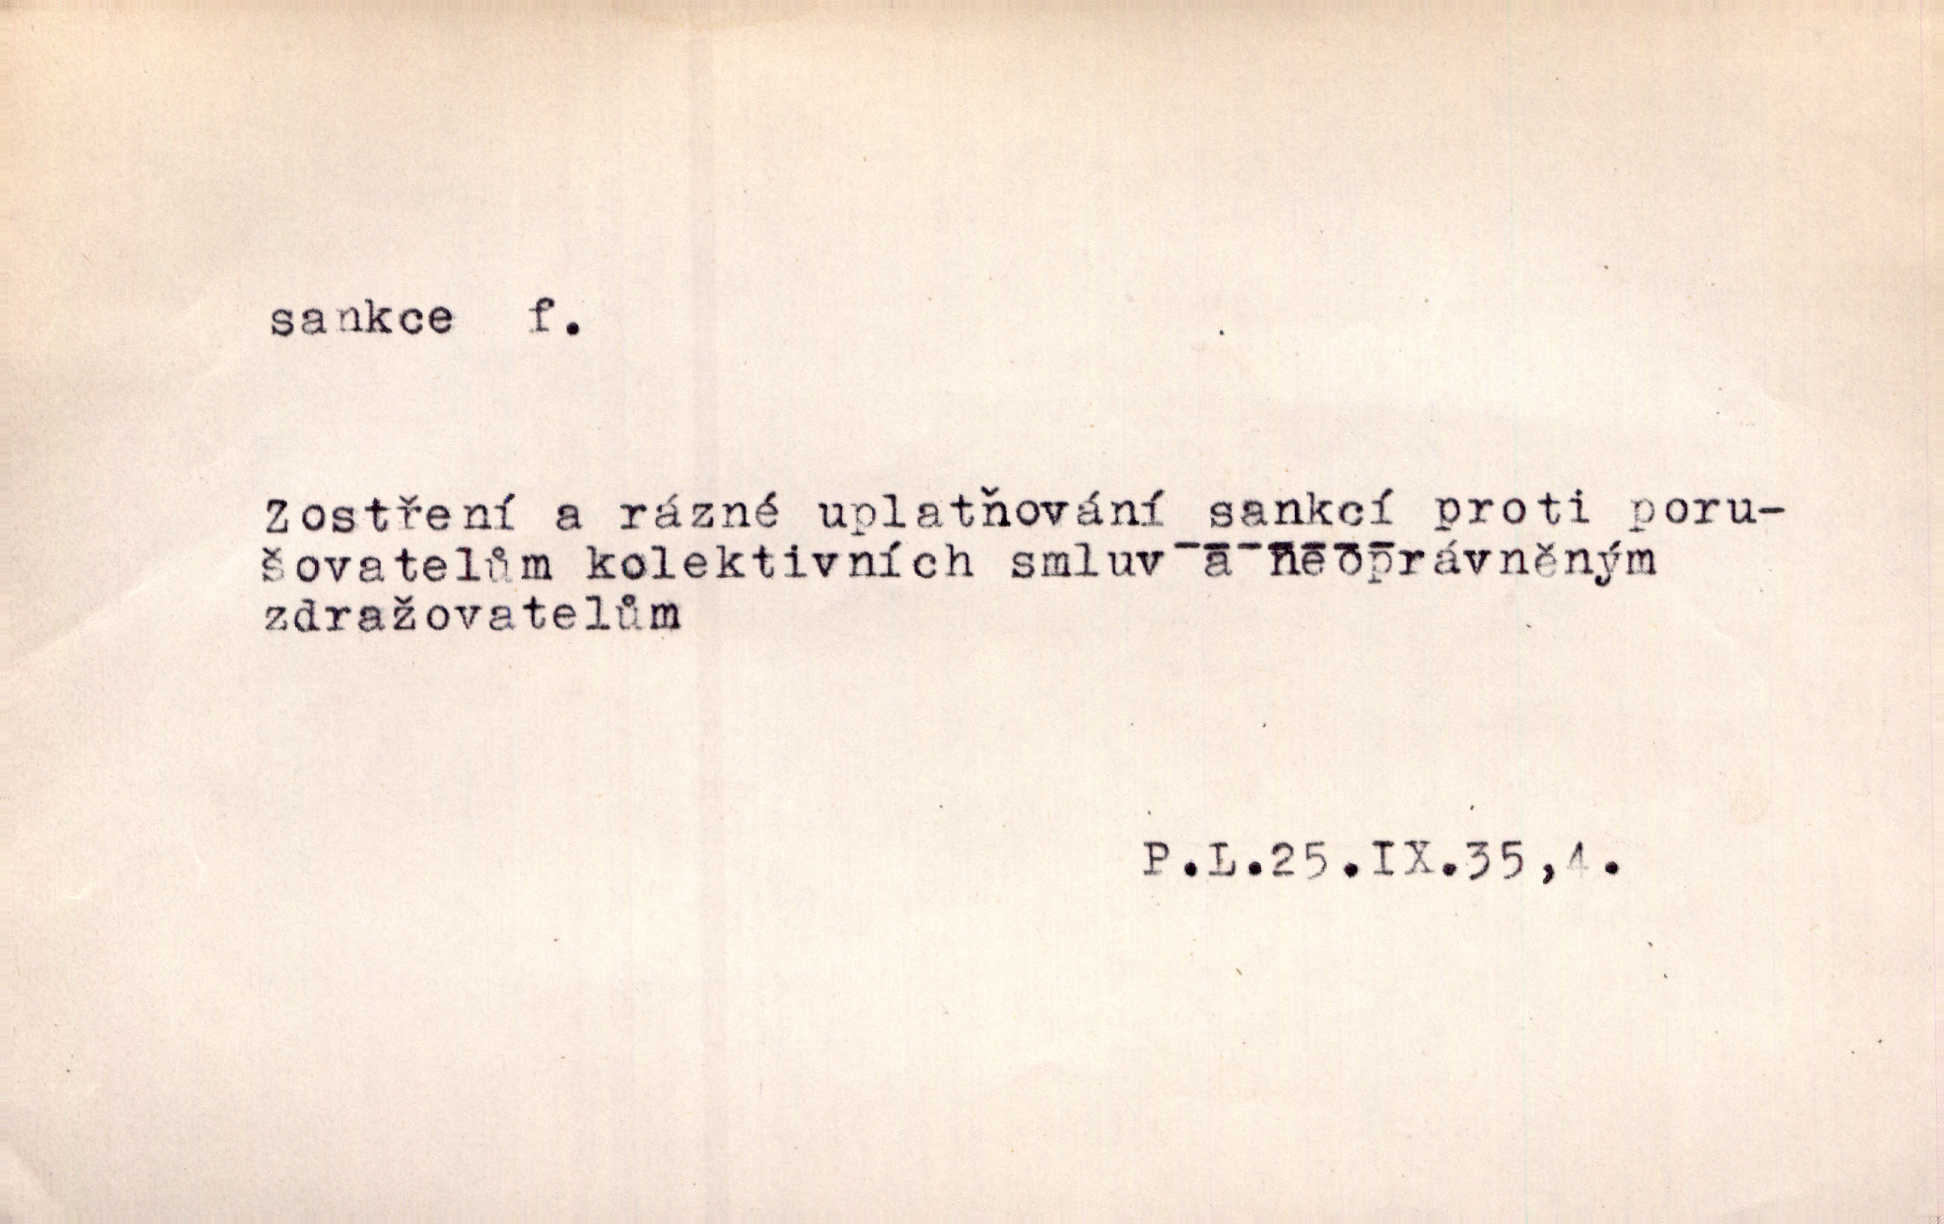 sankce f.
Zostření a rázné uplatňování sankcí proti poru-
šovatelům kolektivních smluv a neoprávněným
zdražovatelům
P.L.25.IX.35,4.